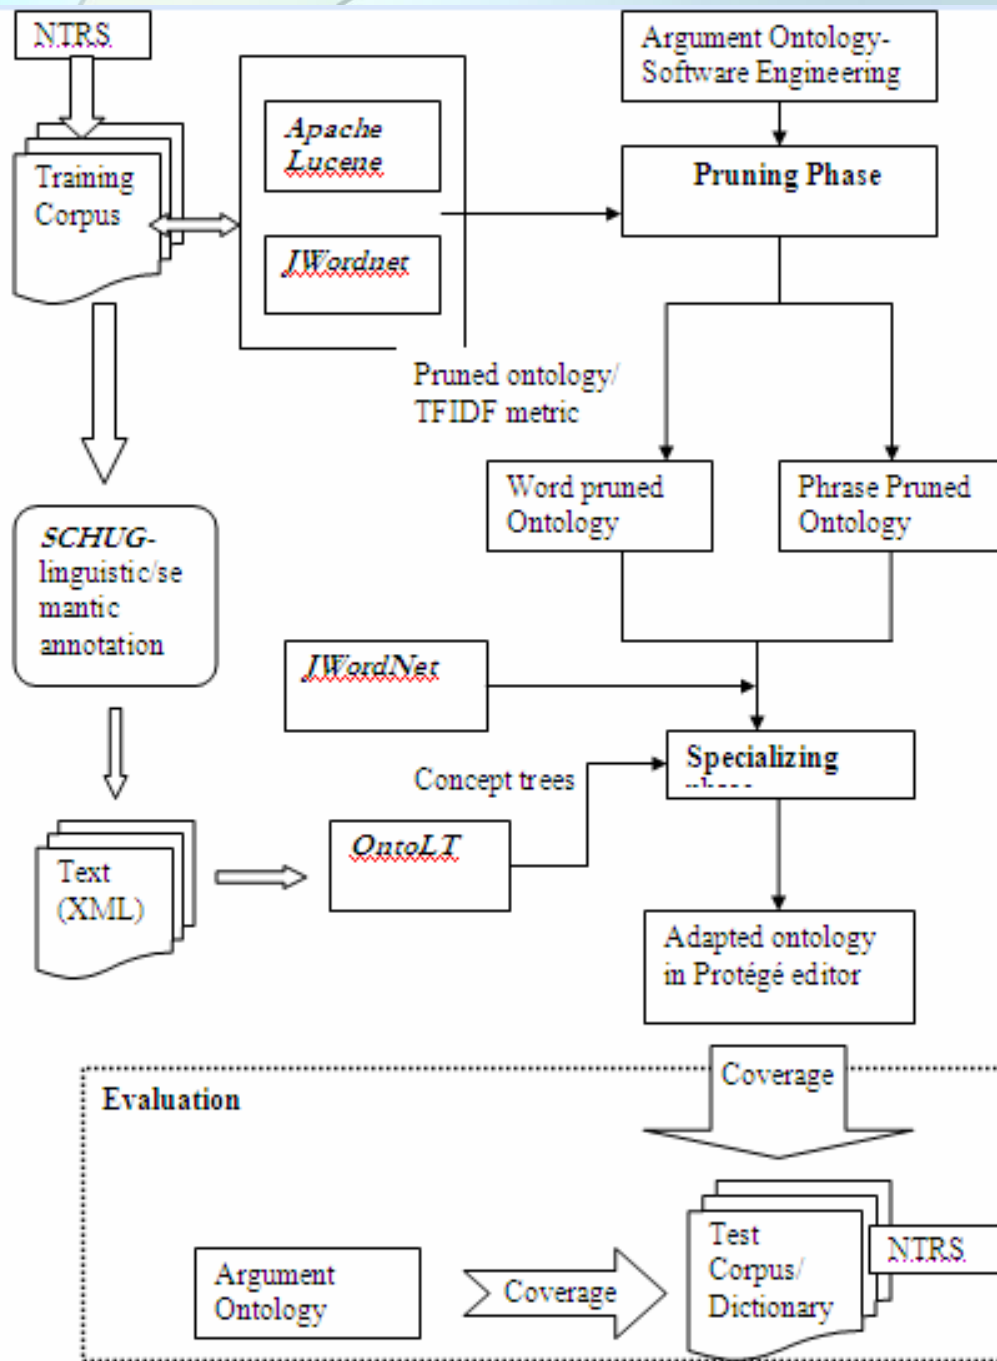 NTRS
Argument Ontology-
Software Engineering
Apache
Lucene
Training
Corpus
Pruning Phase
JWordnet
Pruned ontology/
TFIDF metric
Word pruned
Ontology
Phrase Pruned
Ontology
SCHUG-
linguistic/se
mantic
annotation
JWordNet
Specializing
Concept trees
OntoLT
Text
(XML)
Adapted ontology
in Protégé editor
Coverage
Evaluation
Test
Corpus/
Dictionary
NTRS
Argument
Ontology
Coverage